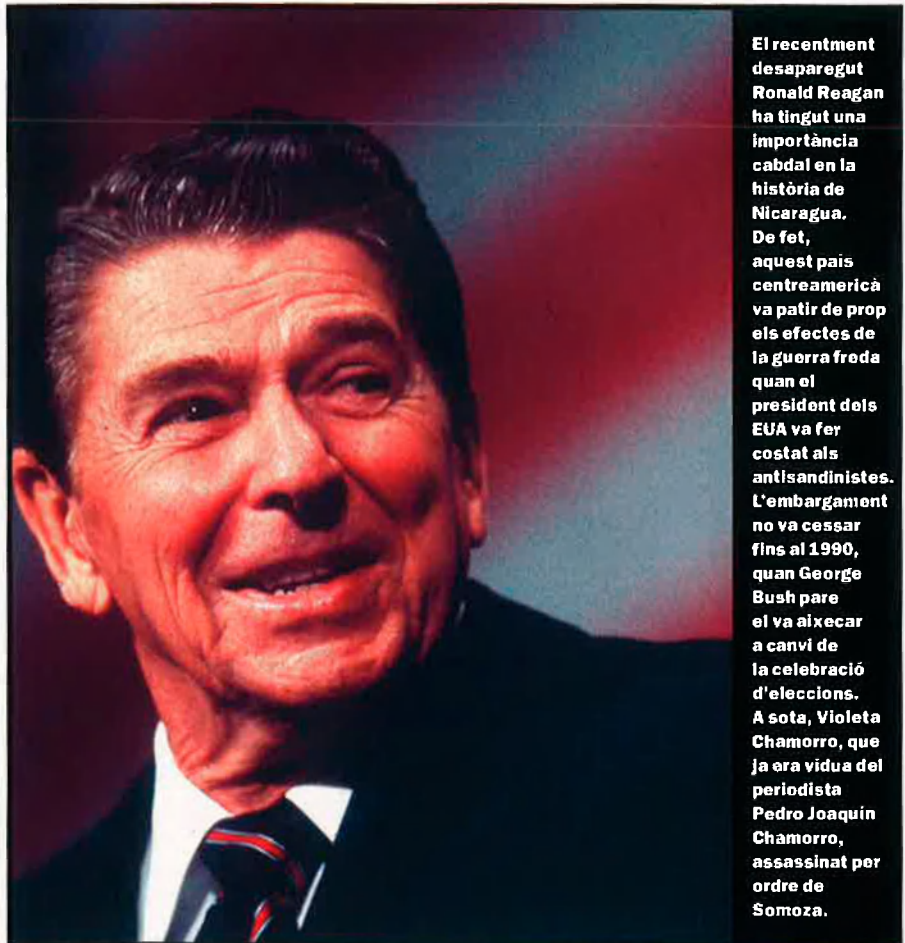 El recentment
desaparegut
Ronald Reagan
ha tingut una
importància
cabdal en la
història de
Nicaragua.
De fet,
aquest país
centreamericà
va patir de prop
els efectes de
la guerra freda
quan el
president dels
EUA va fer
costat als
antisandinistes.
L'embargament
no va cessar
fins al 1990,
quan George
Bush pare
el va aixecar
a canvi de
la celebració
d'eleccions.
A sota, Violeta
Chamorro, que
ja era vídua del
periodista
Pedro Joaquín
Chamorro,
assassinat per
ordre de
Somoza.